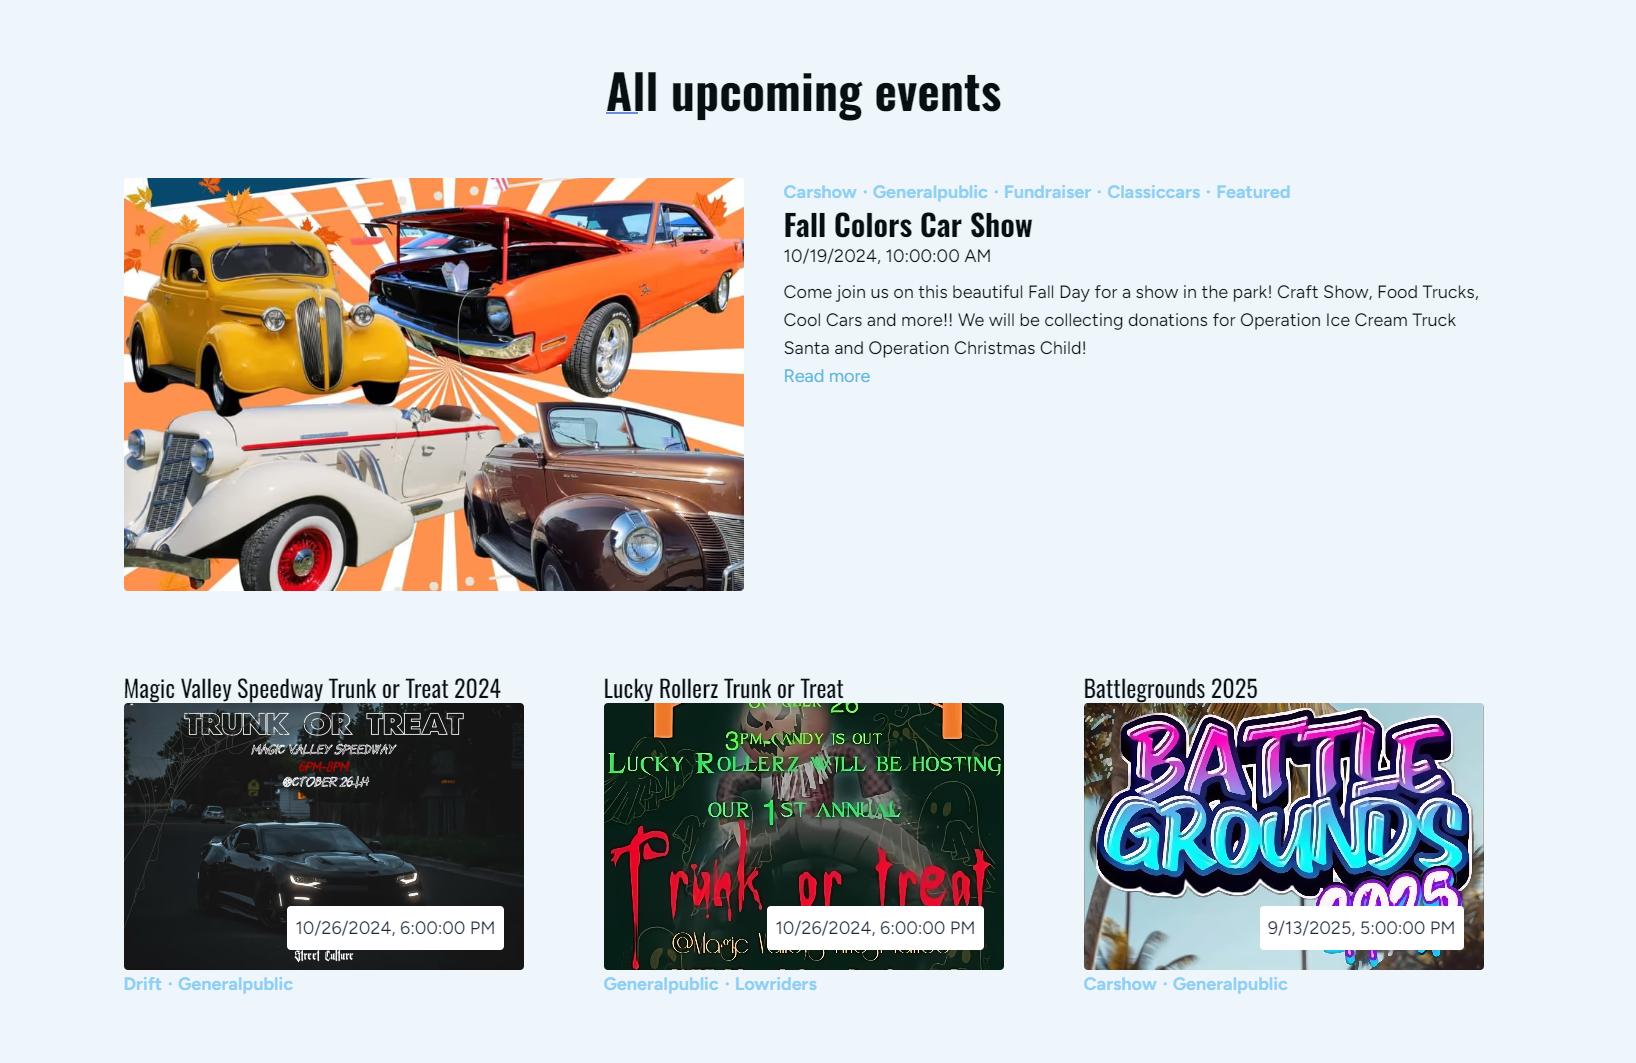 All upcoming events
Carshow · Generalpublic · Fundraiser · Classiccars · Featured
Fall Colors Car Show
10/19/2024, 10:00:00 AM
Come join us on this beautiful Fall Day for a show in the park! Craft Show, Food Trucks,
Cool Cars and more!! We will be collecting donations for Operation Ice Cream Truck
Santa and Operation Christmas Child!
Read more
Magic Valley Speedway Trunk or Treat 2024
TRUNK OR TREAT
MAGIC VALLEY SPEEDWAY
6PM-8PM
OCTOBER 26TH
10/26/2024, 6:00:00 PM
Street Culture
Drift · Generalpublic
Lucky Rollerz Trunk or Treat
26
3PM CANDY IS OUT
LUCKY ROLLERZ WILL BE HOSTING
OUR 1ST ANNUAL
Trunk or treat
10/26/2024, 6:00:00 PM
@Magic
Generalpublic · Lowriders
Battlegrounds 2025
BATTLE
GROUNDS
2025
9/13/2025, 5:00:00 PM
Carshow · Generalpublic